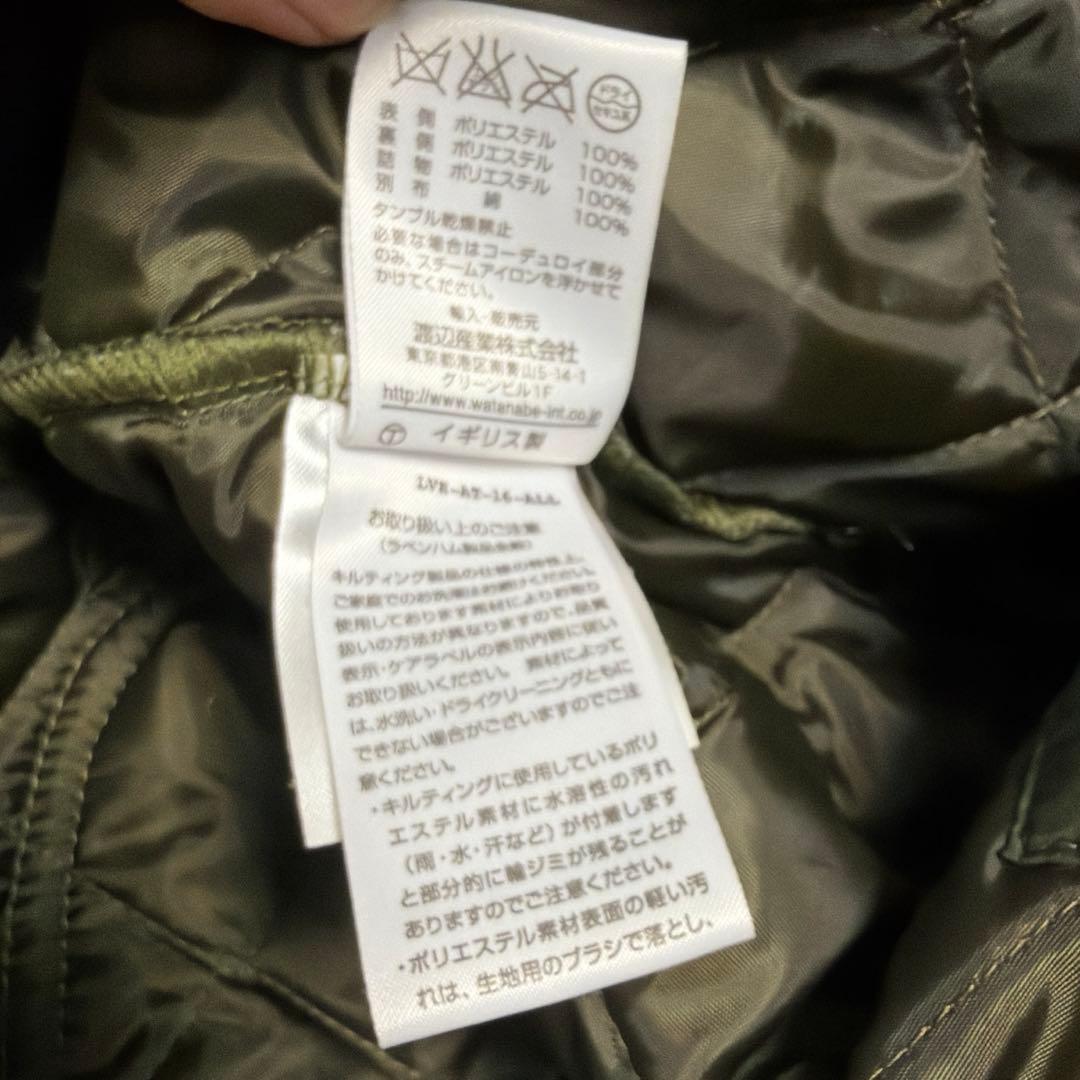 ドライ
セキユ系
表側 ポリエステル 100%
裏側 ポリエステル 100%
詰物 ポリエステル 100%
別布 綿 100%
タンブル乾燥禁止
必要な場合はコーデュロイ部分
のみ、スチームアイロンを浮かせて
かけてください。
輸入・販売元
渡辺産業株式会社
東京都港区南青山5-14-1
グリーンビル1F
http://www.watanabe-int.co.jp
T イギリス製
LVR-AT-16-ALL
お取り扱い上のご注意
(ラベンハム製品全般)
キルティング製品の仕様の特性上、
ご家庭でのお洗濯はお避けください。
使用しております素材によりお取り
扱いの方法が異なりますので、品質
表示・ケアラベルの表示内容に従い
お取り扱いください。素材によって
は、水洗い・ドライクリーニングともに
できない場合がございますのでご注
意ください。
・キルティングに使用しているポリ
エステル素材に水溶性の汚れ
(雨・水・汗など)が付着します
と部分的に輪ジミが残ることが
ありますのでご注意ください。
・ポリエステル素材表面の軽い汚
れは、生地用のブラシで落とし、